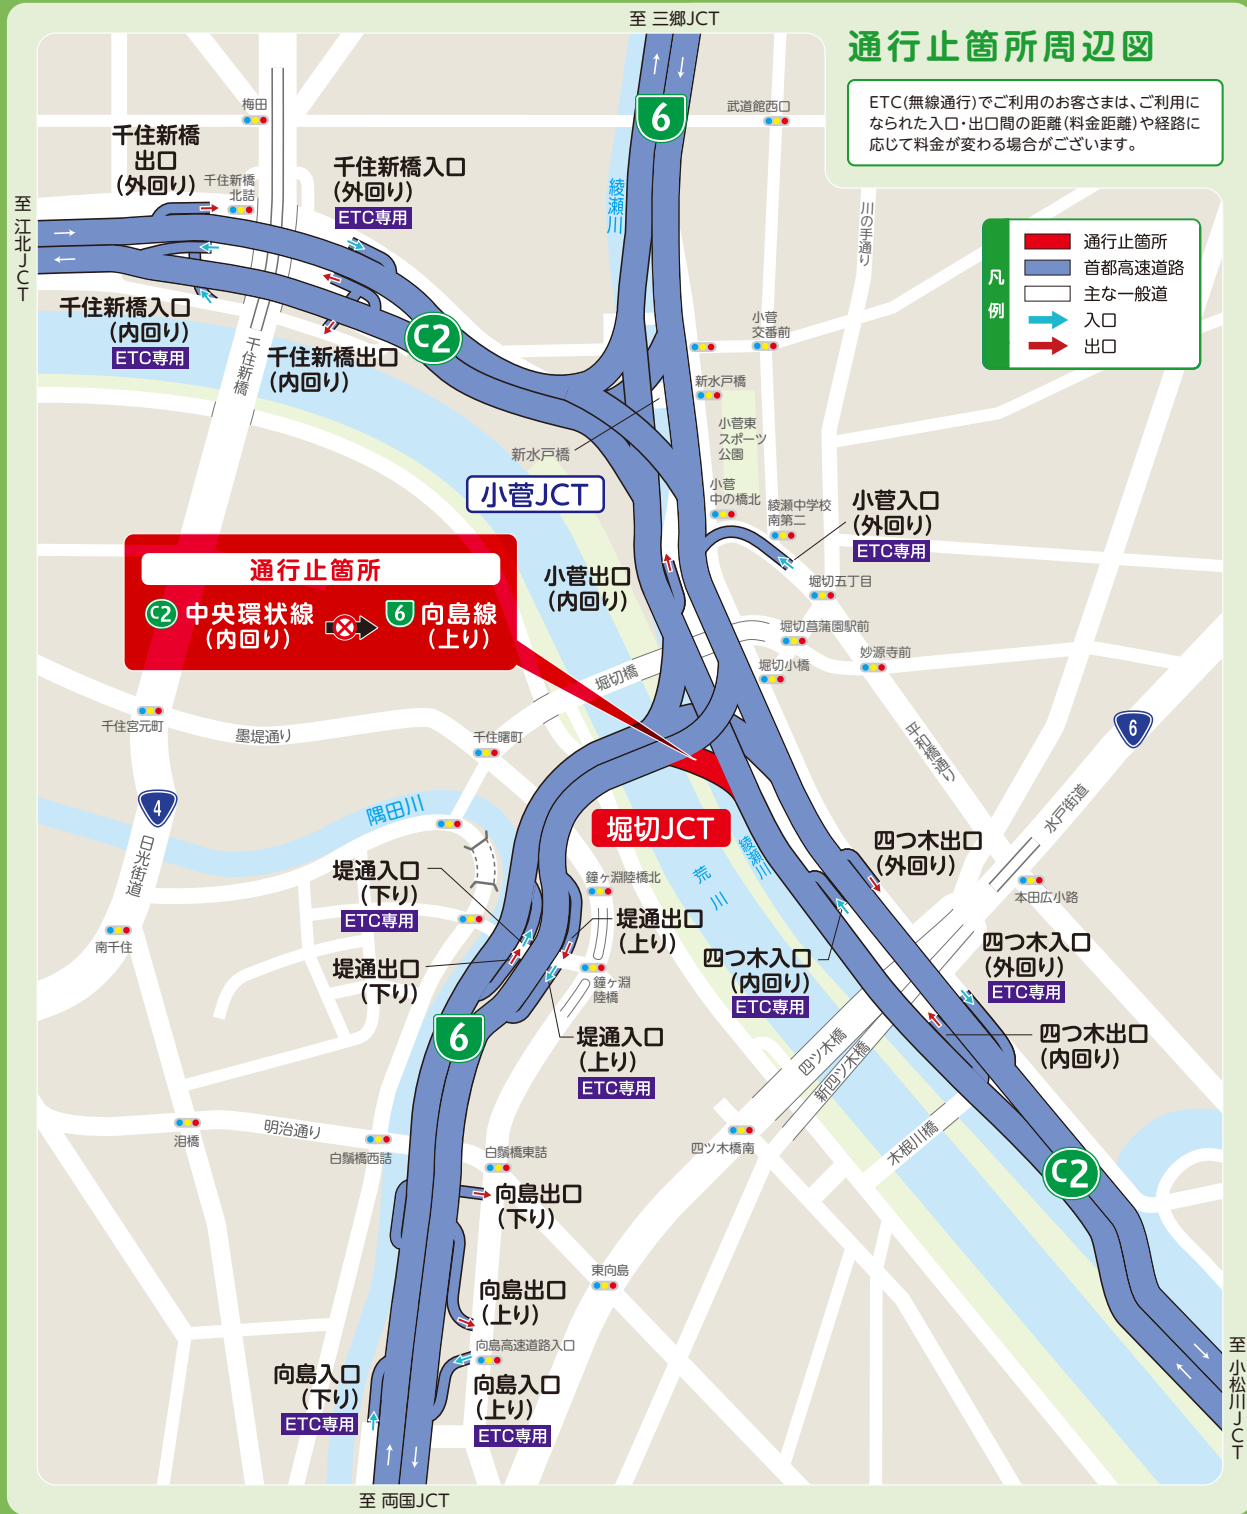 至 三郷JCT
通行止箇所周辺図
ETC(無線通行)でご利用のお客さまは、ご利用に
なられた入口・出口間の距離(料金距離)や経路に
応じて料金が変わる場合がございます。
凡例
通行止箇所
首都高速道路
主な一般道
入口
出口
6
梅田
武道館西口
千住新橋
出口
(外回り)
千住新橋
北詰
千住新橋入口
(外回り)
ETC専用
綾瀬川
川の手通り
至 江北JCT
千住新橋入口
(内回り)
ETC専用
千住新橋
千住新橋出口
(内回り)
C2
小菅
交番前
新水戸橋
小菅東
スポーツ
公園
新水戸橋
小菅JCT
小菅
中の橋北
綾瀬中学校
南第二
小菅入口
(外回り)
ETC専用
通行止箇所
C2 中央環状線
(内回り)
6 向島線
(上り)
小菅出口
(内回り)
堀切五丁目
堀切菖蒲園駅前
堀切小橋
妙源寺前
堀切橋
千住宮元町
墨堤通り
千住曙町
平和橋通り
6
4
日光街道
隅田川
堀切JCT
綾瀬川
荒川
水戸街道
四つ木出口
(外回り)
本田広小路
堤通入口
(下り)
ETC専用
鐘ヶ淵陸橋北
堤通出口
(上り)
南千住
堤通出口
(下り)
鐘ヶ淵
陸橋
四つ木入口
(内回り)
ETC専用
四つ木入口
(外回り)
ETC専用
6
堤通入口
(上り)
ETC専用
四つ木出口
(内回り)
四ツ木橋
新四ツ木橋
泪橋
明治通り
白鬚橋西詰
白鬚橋東詰
四ツ木橋南
木根川橋
C2
向島出口
(下り)
東向島
向島出口
(上り)
向島高速道路入口
向島入口
(下り)
ETC専用
向島入口
(上り)
ETC専用
至 小松川JCT
至 両国JCT